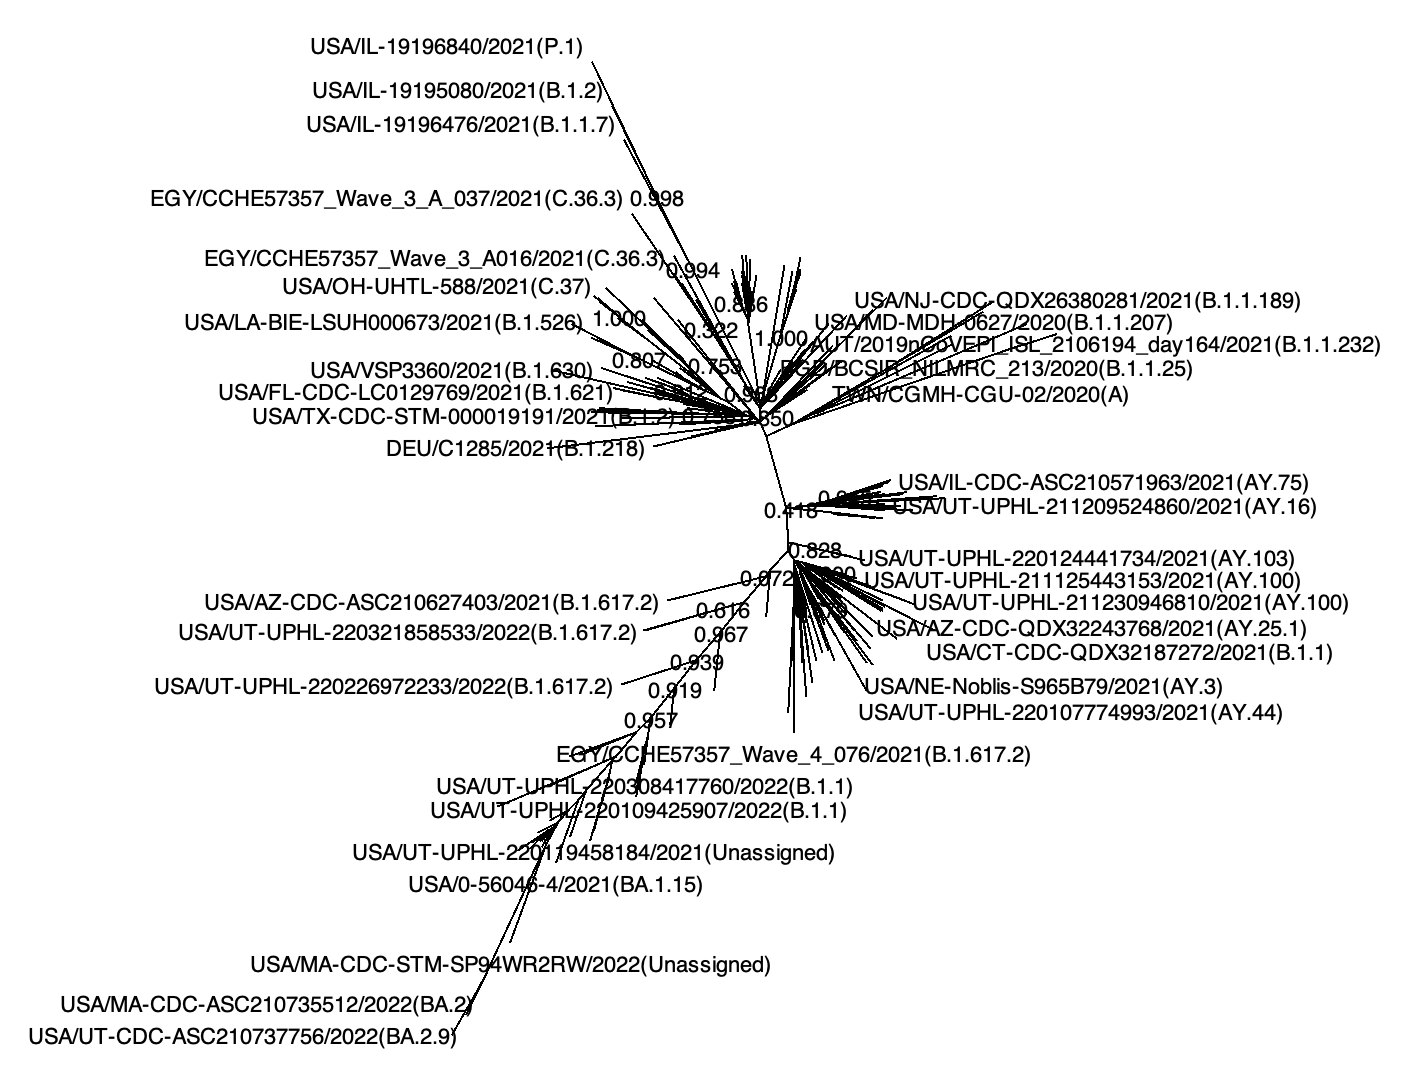 USA/IL-19196840/2021(P.1)
USA/IL-19195080/2021(B.1.2)
USA/IL-19196476/2021(B.1.1.7)
EGY/CCHE57357_Wave_3_A_037/2021(C.36.3) 0.998
EGY/CCHE57357_Wave_3_A016/2021(C.36.3)
0.994
USA/OH-UHTL-588/2021(C.37)
USA/NJ-CDC-QDX26380281/2021(B.1.1.189)
1.000
USA/LA-BIE-LSUH000673/2021(B.1.526)
0.322
USA/MD-MDH-0627/2020(B.1.1.207)
1.000
AUT/2019nCoVEPI_ISL_2106194_day164/2021(B.1.1.232)
0.807
0.753
USA/VSP3360/2021(B.1.630)
BGD/BCSIR_NILMRC_213/2020(B.1.1.25)
USA/FL-CDC-LC0129769/2021(B.1.621)
TWN/CGMH-CGU-02/2020(A)
USA/TX-CDC-STM-000019191/2021(B.1.2)
DEU/C1285/2021(B.1.218)
USA/IL-CDC-ASC210571963/2021(AY.75)
0.418
USA/UT-UPHL-211209524860/2021(AY.16)
0.828
USA/UT-UPHL-220124441734/2021(AY.103)
0.072
USA/UT-UPHL-211125443153/2021(AY.100)
USA/AZ-CDC-ASC210627403/2021(B.1.617.2)
USA/UT-UPHL-211230946810/2021(AY.100)
0.616
USA/UT-UPHL-220321858533/2022(B.1.617.2)
0.967
USA/AZ-CDC-QDX32243768/2021(AY.25.1)
USA/CT-CDC-QDX32187272/2021(B.1.1)
0.939
USA/UT-UPHL-220226972233/2022(B.1.617.2)
0.919
USA/NE-Noblis-S965B79/2021(AY.3)
USA/UT-UPHL-220107774993/2021(AY.44)
0.957
EGY/CCHE57357_Wave_4_076/2021(B.1.617.2)
USA/UT-UPHL-220308417760/2022(B.1.1)
USA/UT-UPHL-220109425907/2022(B.1.1)
USA/UT-UPHL-220119458184/2021(Unassigned)
USA/0-56046-4/2021(BA.1.15)
USA/MA-CDC-STM-SP94WR2RW/2022(Unassigned)
USA/MA-CDC-ASC210735512/2022(BA.2)
USA/UT-CDC-ASC210737756/2022(BA.2.9)